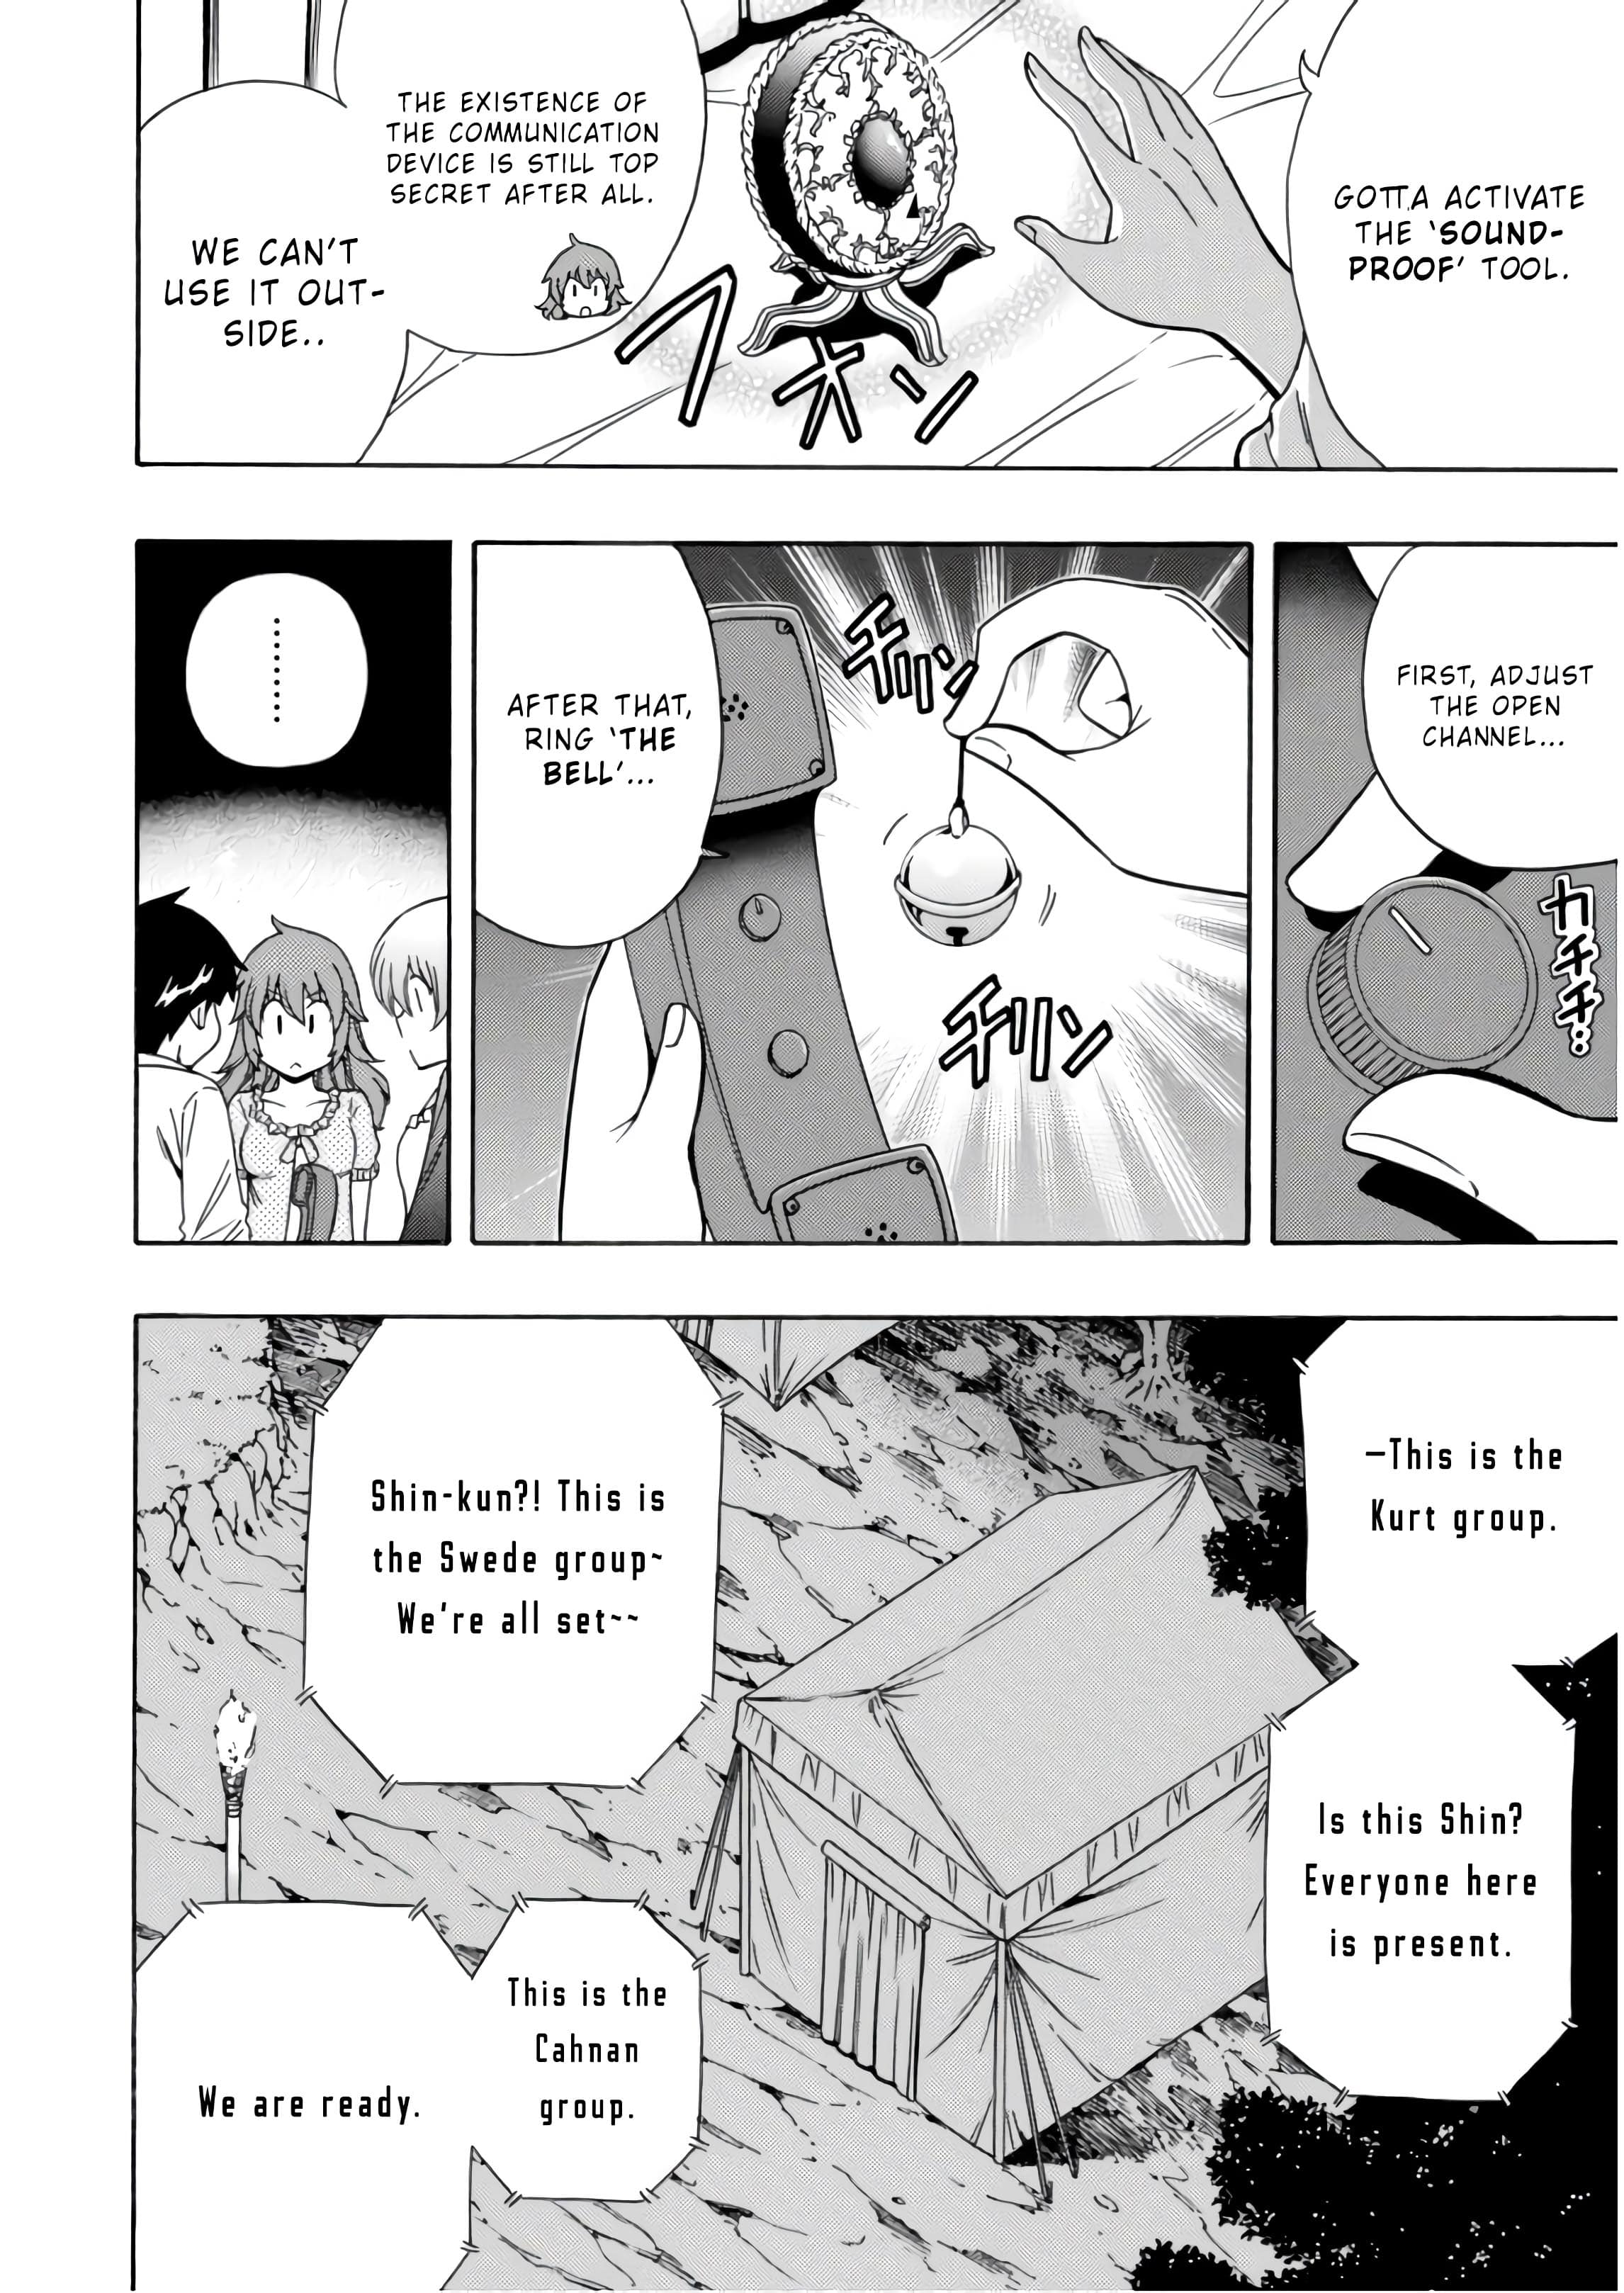 GOTTA ACTIVATE
THE ‘SOUND-
PROOF’ TOOL.
フオン
THE EXISTENCE OF
THE COMMUNICATION
DEVICE IS STILL TOP
SECRET AFTER ALL.
WE CAN’T
USE IT OUT-
SIDE..
FIRST, ADJUST
THE OPEN
CHANNEL...
カチチ‥
チリン
チリン
AFTER THAT,
RING ‘THE
BELL’...
........
—This is the
Kurt group.
Is this Shin?
Everyone here
is present.
Shin-kun?! This is
the Swede group~
We’re all set~~
This is the
Cahnan
group.
We are ready.